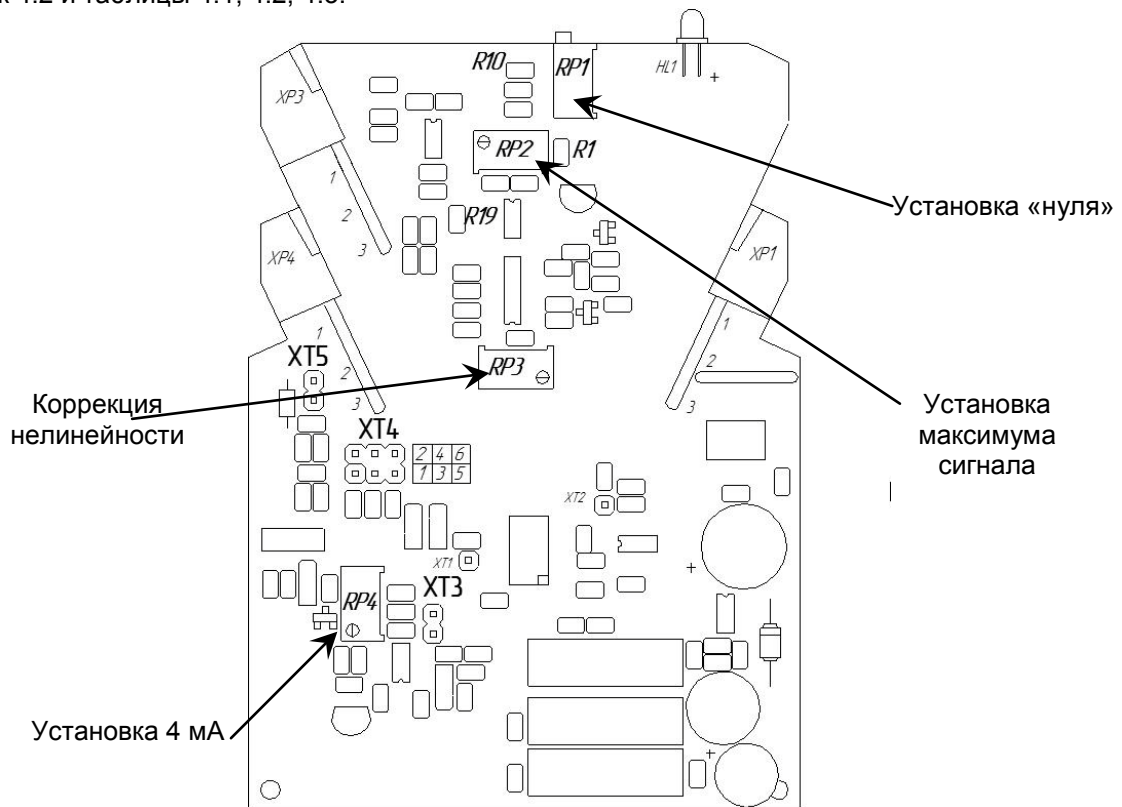 к 4.2 и таблицы 4.1, 4.2, 4.3.
R10
RP1
HL1
+
XP3
RP2
R1
1
2
3
R19
Установка «нуля»
XP4
XP1
1
2
3
1
2
3
XT5
RP3
Коррекция
нелинейности
Установка
максимума
сигнала
XT4
2 4 6
1 3 5
XT2
XT1
XT3
+
RP4
Установка 4 мА
+